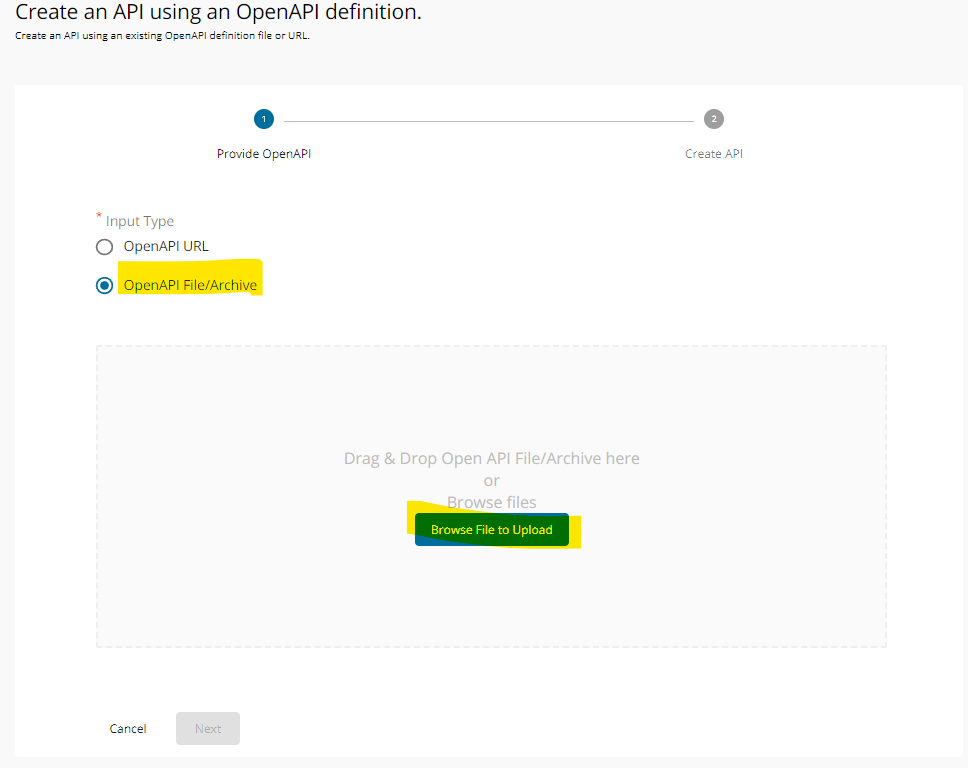 Create an API using an OpenAPI definition.
Create an API using an existing OpenAPI definition file or URL.
1
2
Provide OpenAPI
Create API
* Input Type
OpenAPI URL
OpenAPI File/Archive
Drag & Drop Open API File/Archive here
or
Browse files
Browse File to Upload
Cancel
Next